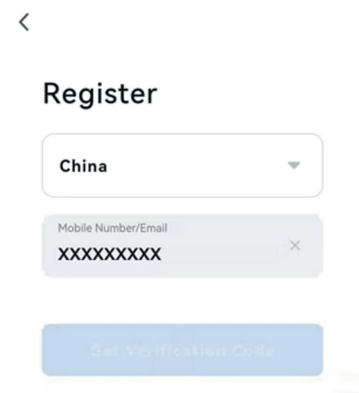 Register
China
Mobile Number/Email
XXXXXXXXX
Get Verification Code